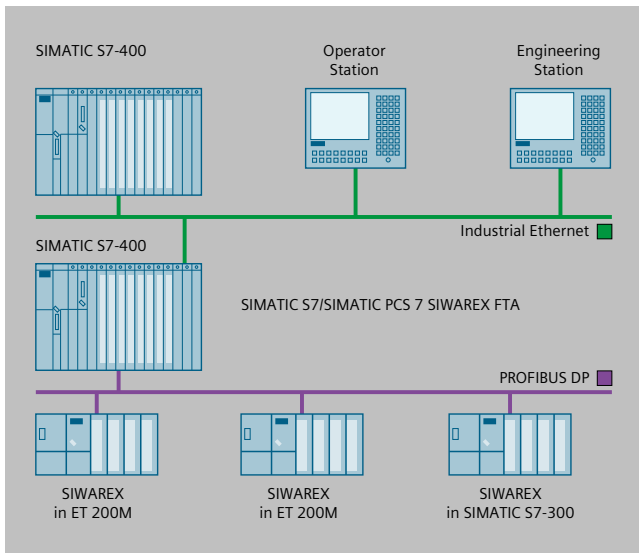 SIMATIC S7-400
Operator
Station
Engineering
Station
Industrial Ethernet
SIMATIC S7-400
SIMATIC S7/SIMATIC PCS 7 SIWAREX FTA
PROFIBUS DP
SIWAREX
in ET 200M
SIWAREX
in ET 200M
SIWAREX
in SIMATIC S7-300